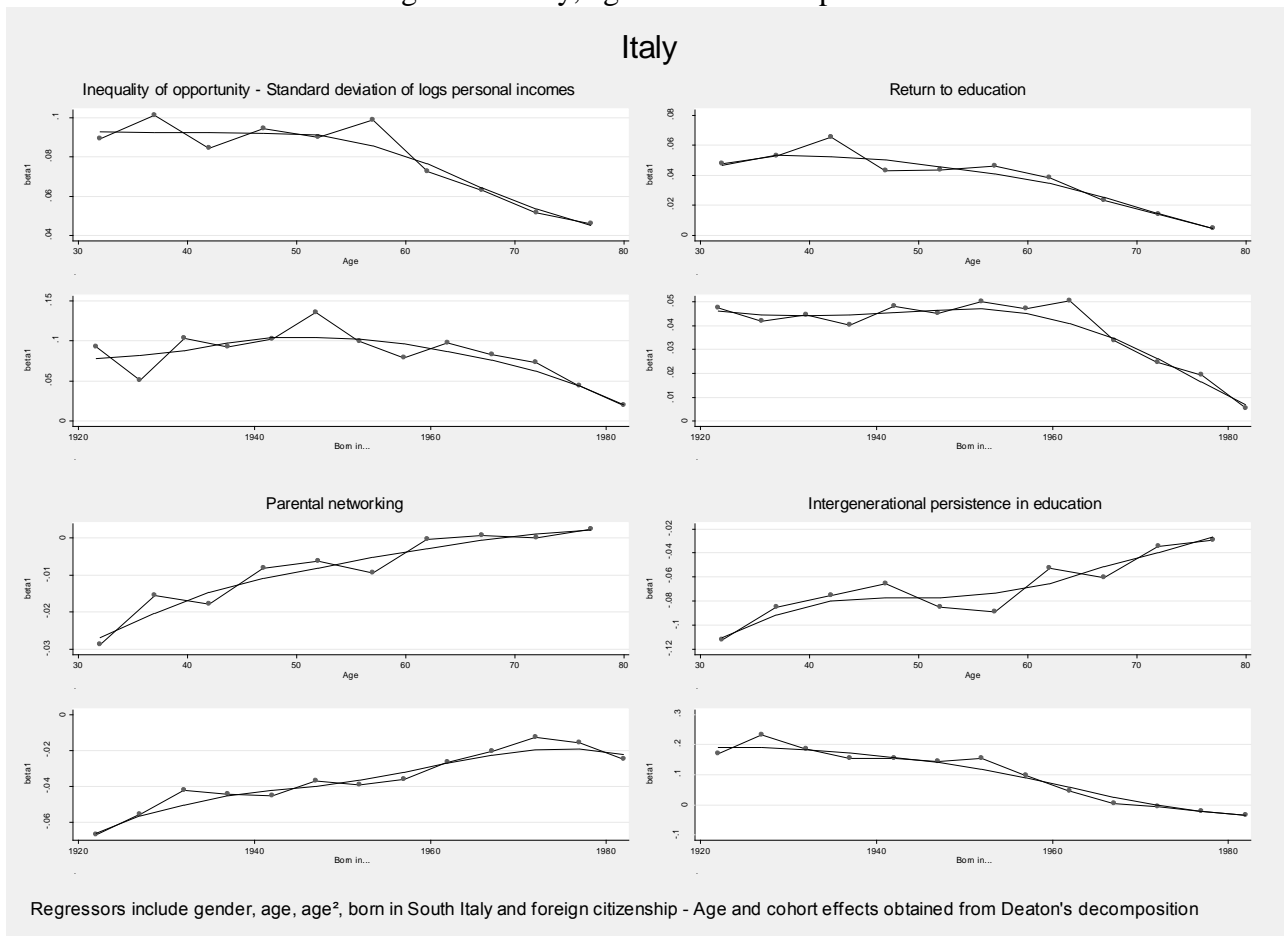 Italy
Inequality of opportunity - Standard deviation of logs personal incomes
beta1
.04 .06 .08 .1
30 40 50 60 70 80
Age
Return to education
beta1
0 .02 .04 .06 .08
30 40 50 60 70 80
Age
beta1
0 .05 .1 .15
1920 1940 1960 1980
Born in...
beta1
0 .01 .02 .03 .04 .05
1920 1940 1960 1980
Born in...
Parental networking
beta1
-.03 -.02 -.01 0
30 40 50 60 70 80
Age
Intergenerational persistence in education
beta1
-.12 -.1 -.08 -.06 -.04 -.02
30 40 50 60 70 80
Age
beta1
-.06 -.04 -.02 0
1920 1940 1960 1980
Born in...
beta1
-.1 0 .1 .2 .3
1920 1940 1960 1980
Born in...
Regressors include gender, age, age², born in South Italy and foreign citizenship - Age and cohort effects obtained from Deaton's decomposition